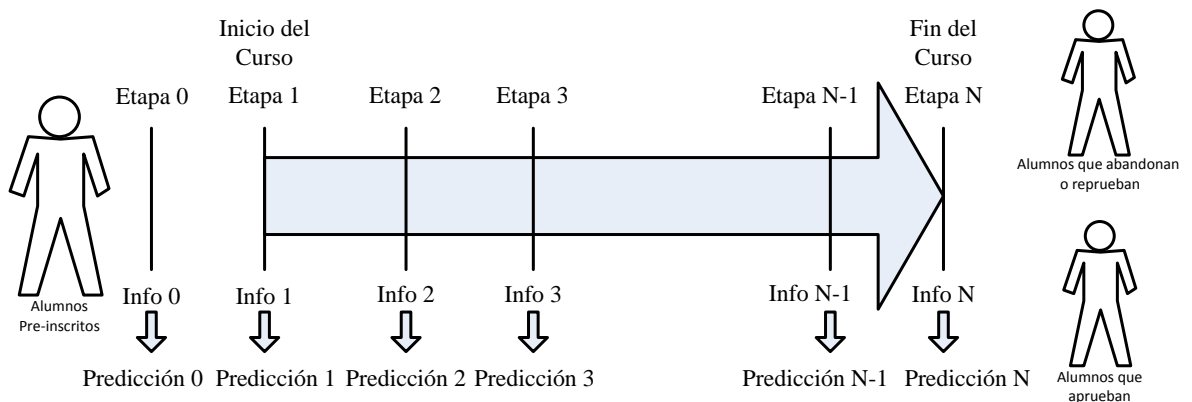 Inicio del
Curso
Fin del
Curso
Etapa 0 Etapa 1 Etapa 2 Etapa 3 Etapa N-1 Etapa N
Alumnos que abandonan
o reprueban
Info 0 Info 1 Info 2 Info 3 Info N-1 Info N
Alumnos
Pre-inscritos
Predicción 0 Predicción 1 Predicción 2 Predicción 3 Predicción N-1 Predicción N
Alumnos que
aprueban